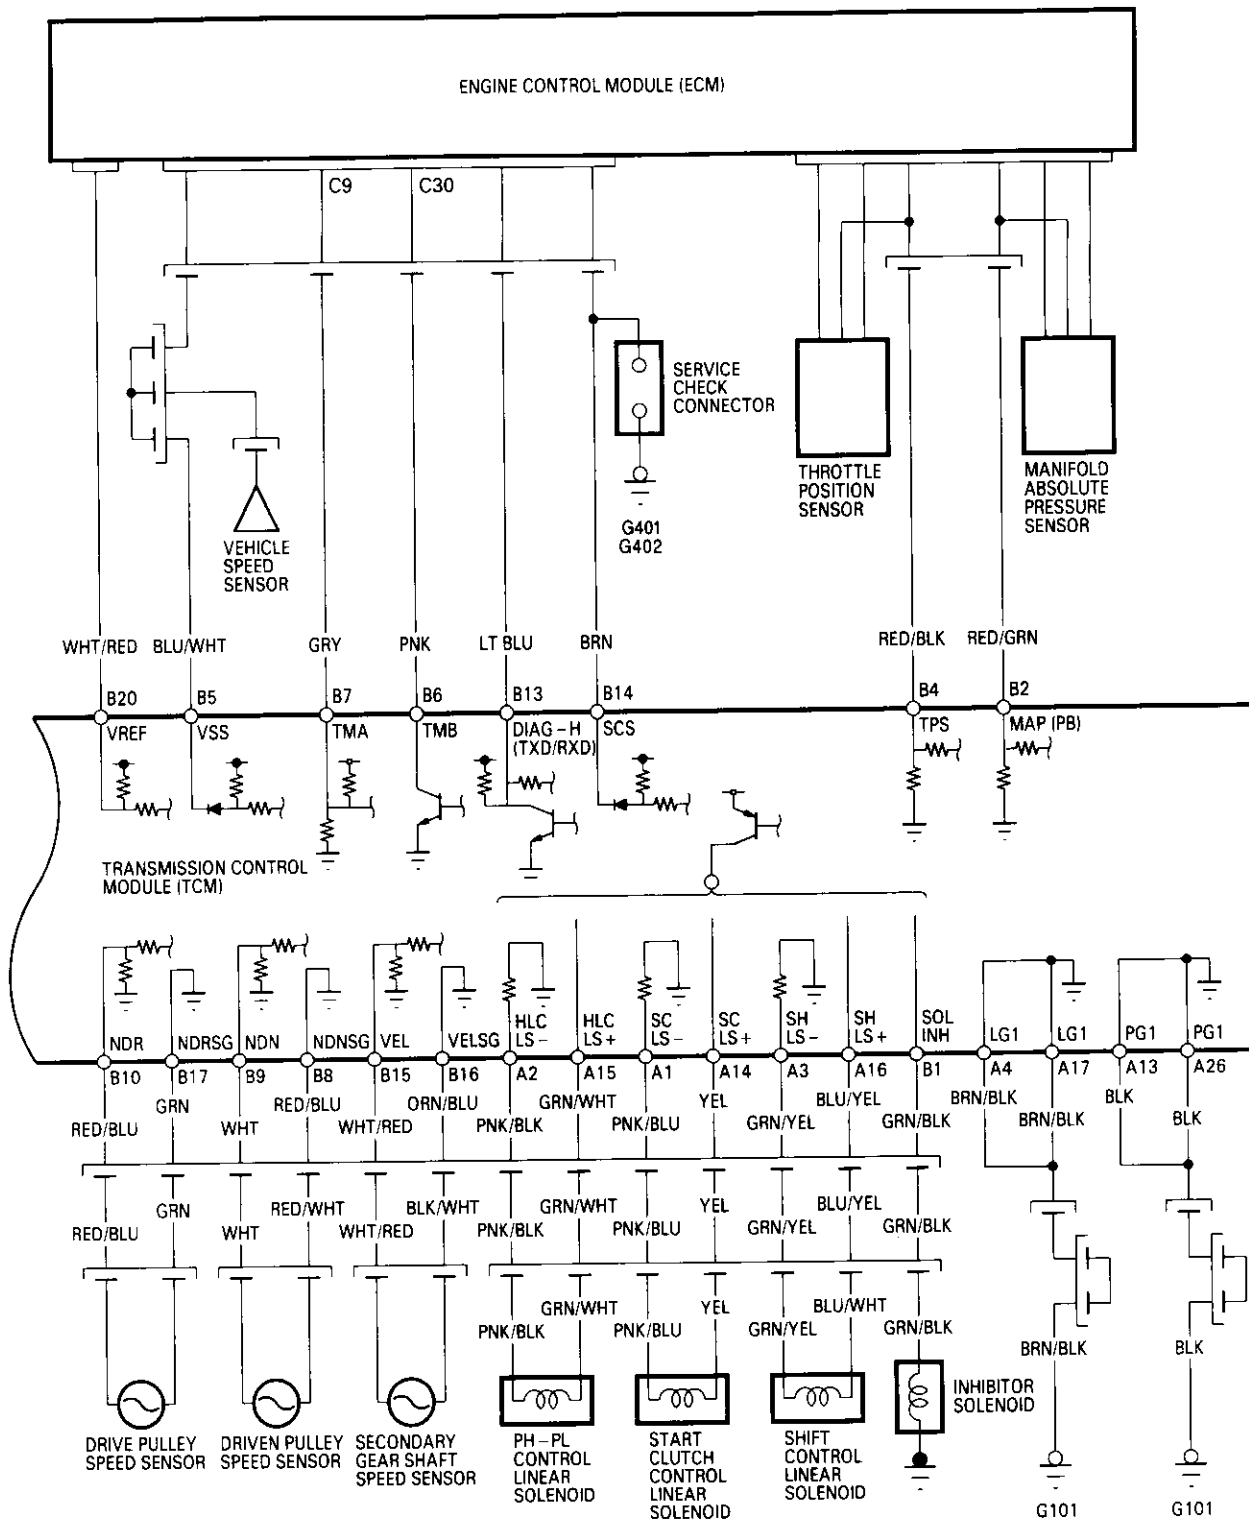 ENGINE CONTROL MODULE (ECM)
C9
C30
SERVICE
CHECK
CONNECTOR
G401
G402
VEHICLE
SPEED
SENSOR
THROTTLE
POSITION
SENSOR
MANIFOLD
ABSOLUTE
PRESSURE
SENSOR
WHT/RED BLU/WHT GRY PNK LT BLU BRN RED/BLK RED/GRN
B20 B5 B7 B6 B13 B14 B4 B2
VREF VSS TMA TMB DIAG-H SCS TPS MAP (PB)
(TXD/RXD)
TRANSMISSION CONTROL
MODULE (TCM)
HLC HLC SC SC SH SH SOL
NDR NDRSG NDN NDNSG VEL VELSG LS- LS+ LS- LS+ LS- LS+ INH LG1 LG1 PG1 PG1
B10 B17 B9 B8 B15 B16 A2 A15 A1 A14 A3 A16 B1 A4 A17 A13 A26
GRN RED/BLU ORN/BLU GRN/WHT YEL BLU/YEL BRN/BLK BLK
RED/BLU WHT WHT/RED PNK/BLK PNK/BLU GRN/YEL GRN/BLK BRN/BLK BLK
GRN RED/WHT BLK/WHT GRN/WHT YEL BLU/YEL
RED/BLU WHT WHT/RED PNK/BLK PNK/BLU GRN/YEL GRN/BLK
GRN/WHT YEL BLU/WHT
PNK/BLK PNK/BLU GRN/YEL GRN/BLK
BRN/BLK BLK
DRIVE PULLEY
SPEED SENSOR
DRIVEN PULLEY
SPEED SENSOR
SECONDARY
GEAR SHAFT
SPEED SENSOR
PH-PL
CONTROL
LINEAR
SOLENOID
START
CLUTCH
CONTROL
LINEAR
SOLENOID
SHIFT
CONTROL
LINEAR
SOLENOID
INHIBITOR
SOLENOID
G101
G101